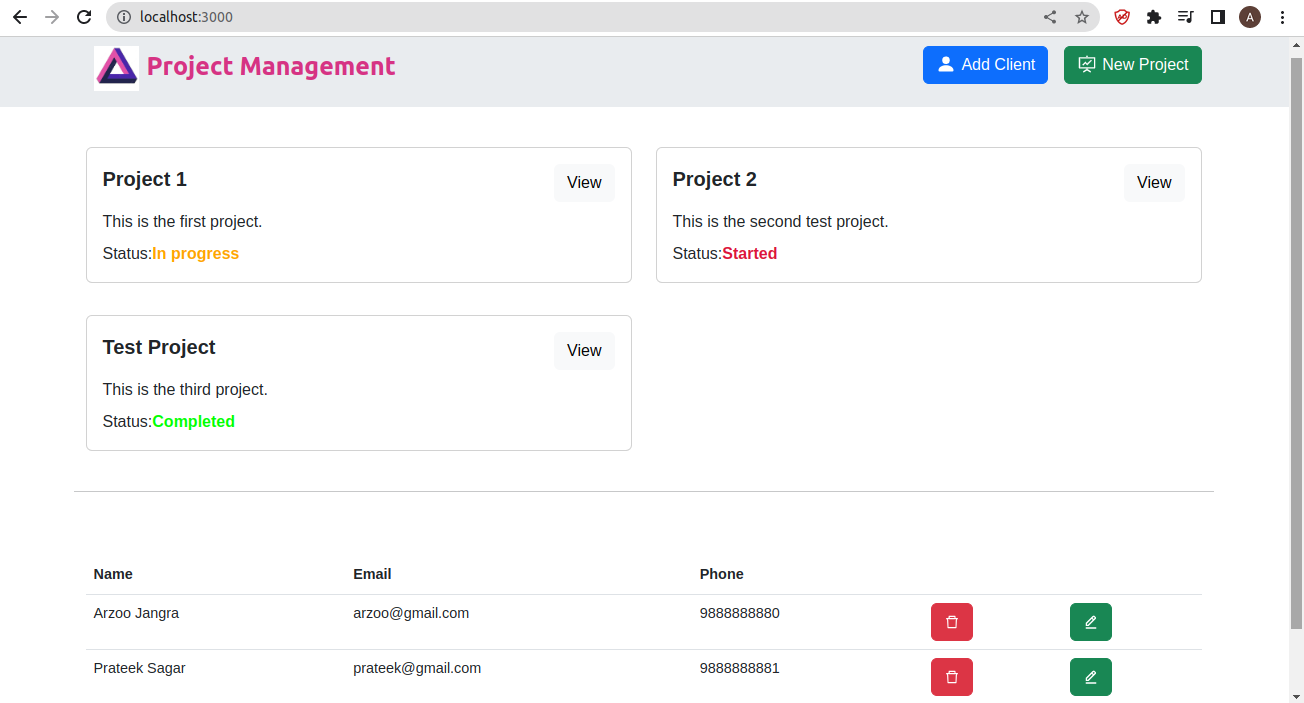 localhost:3000
A
Project Management
Add Client
New Project
Project 1
View
This is the first project.
Status:In progress
Project 2
View
This is the second test project.
Status:Started
Test Project
View
This is the third project.
Status:Completed
Name Email Phone
Arzoo Jangra arzoo@gmail.com 9888888880
Prateek Sagar prateek@gmail.com 9888888881